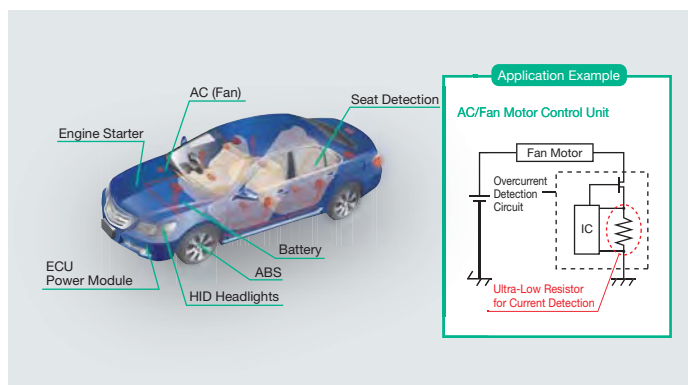 AC (Fan)
Seat Detection
Engine Starter
Battery
ECU
Power Module
ABS
HID Headlights
Application Example
AC/Fan Motor Control Unit
Fan Motor
Overcurrent
Detection
Circuit
IC
Ultra-Low Resistor
for Current Detection